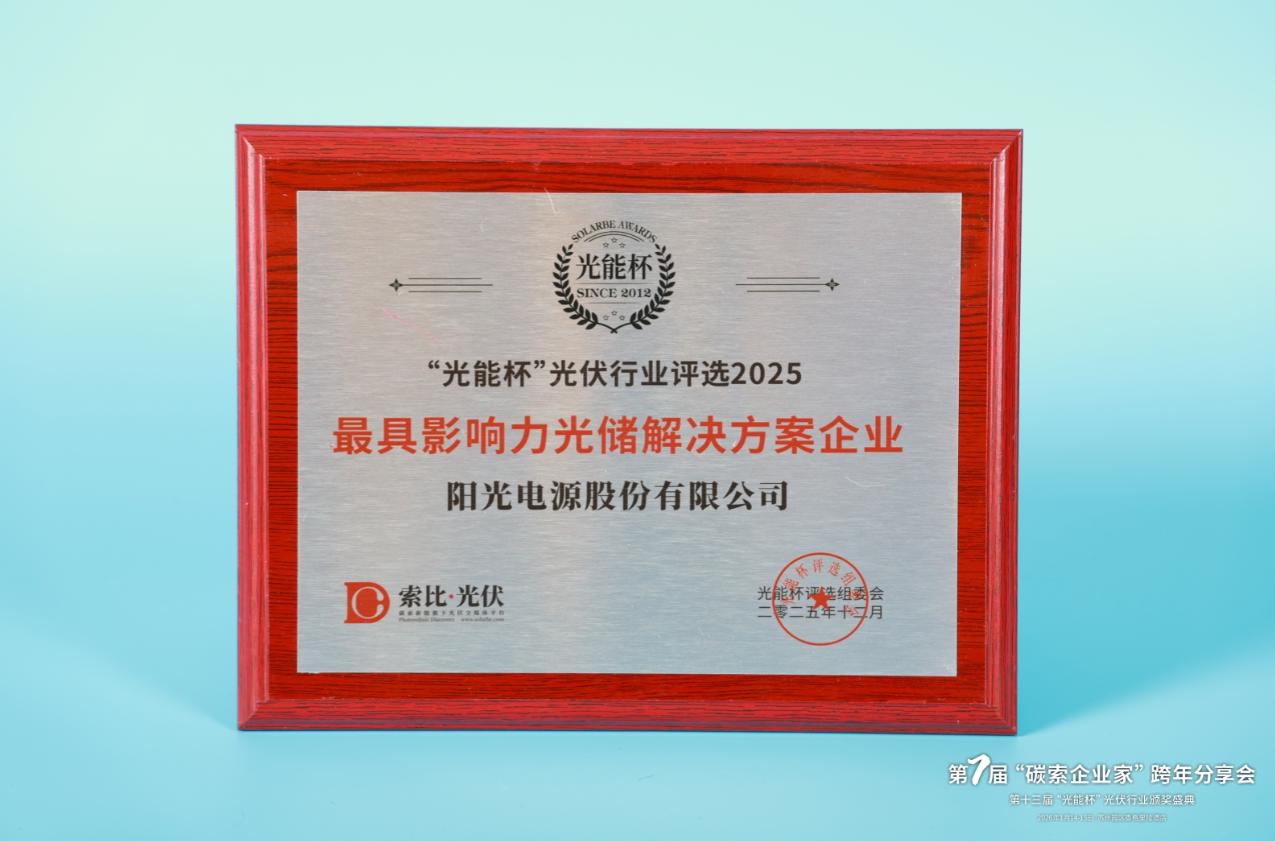 SOLARBE AWARDS
光能杯
SINCE 2012
“光能杯”光伏行业评选2025
最具影响力光储解决方案企业
阳光电源股份有限公司
索比·光伏
光能杯评选组委会
二零二五年十二月
第7届“碳索企业家”跨年分享会
第十三届“光能杯”光伏行业颁奖盛典